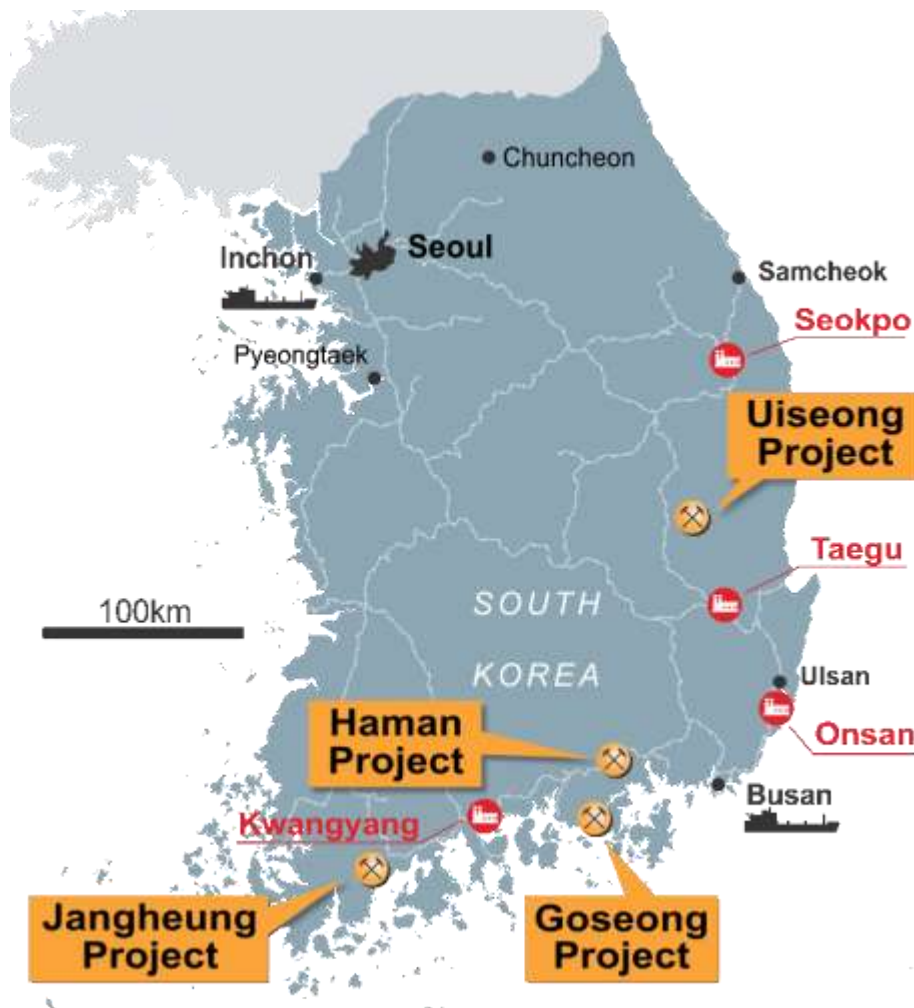 Chuncheon
Seoul
Inchon
Samcheok
Seokpo
Pyeongtaek
Uiseong
Project
Taegu
100km
SOUTH
KOREA
Ulsan
Haman
Project
Onsan
Busan
Kwangyang
Jangheung
Project
Goseong
Project